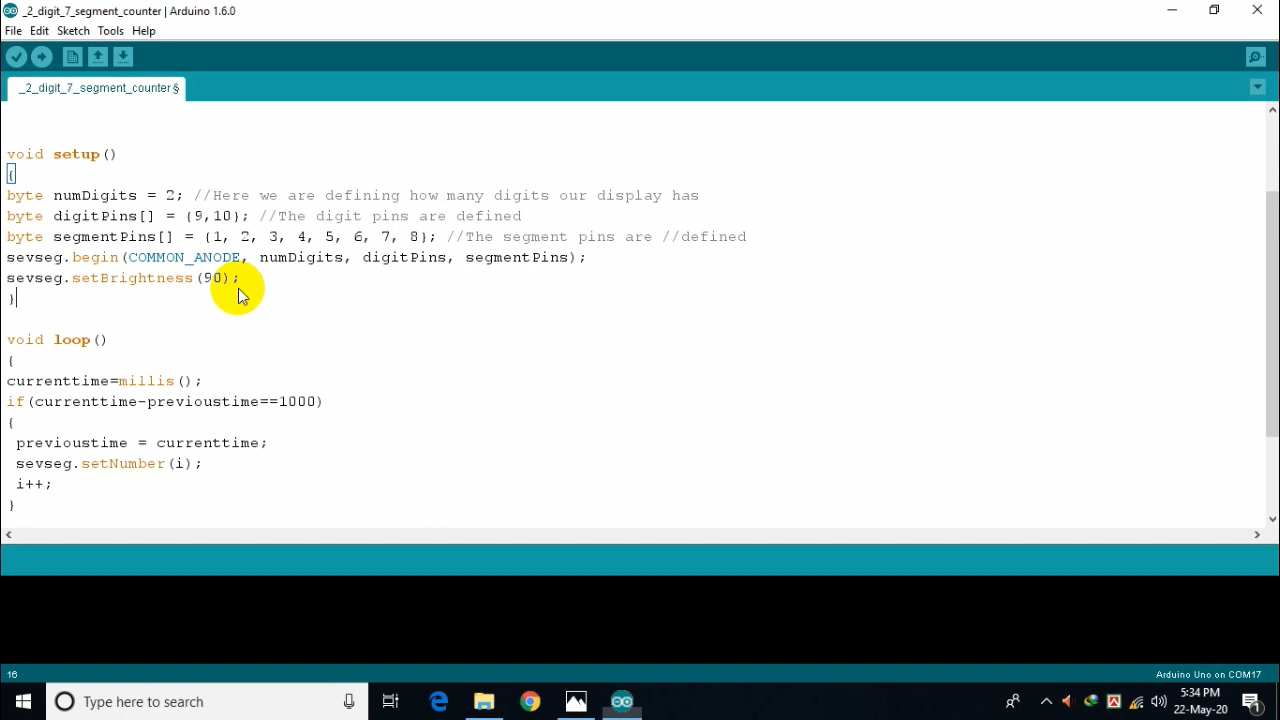 _2_digit_7_segment_counter | Arduino 1.6.0
File Edit Sketch Tools Help
_2_digit_7_segment_counter §
void setup()
{
byte numDigits = 2; //Here we are defining how many digits our display has
byte digitPins[] = {9,10}; //The digit pins are defined
byte segmentPins[] = {1, 2, 3, 4, 5, 6, 7, 8}; //The segment pins are //defined
sevseg.begin(COMMON_ANODE, numDigits, digitPins, segmentPins);
sevseg.setBrightness(90);
}
void loop()
{
currenttime=millis();
if(currenttime-previoustime==1000)
{
previoustime = currenttime;
sevseg.setNumber(i);
i++;
}
16
Arduino Uno on COM17
Type here to search
5:34 PM
22-May-20
1